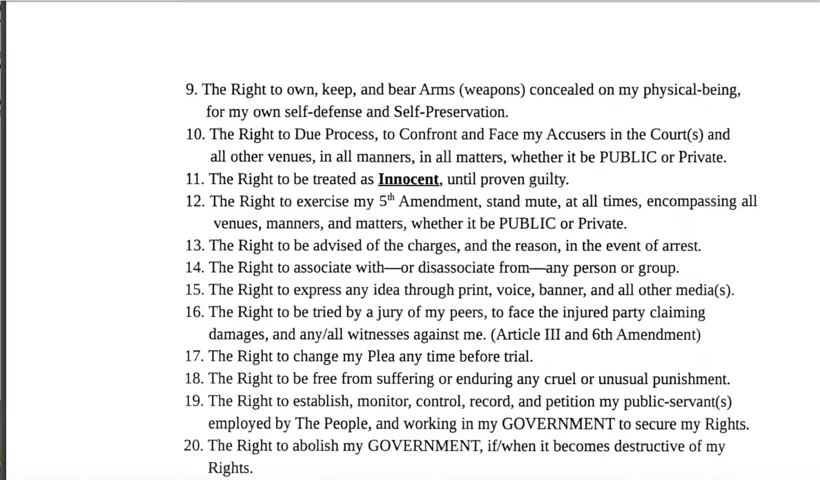 9. The Right to own, keep, and bear Arms (weapons) concealed on my physical-being,
for my own self-defense and Self-Preservation.
10. The Right to Due Process, to Confront and Face my Accusers in the Court(s) and
all other venues, in all manners, in all matters, whether it be PUBLIC or Private.
11. The Right to be treated as Innocent, until proven guilty.
12. The Right to exercise my 5th Amendment, stand mute, at all times, encompassing all
venues, manners, and matters, whether it be PUBLIC or Private.
13. The Right to be advised of the charges, and the reason, in the event of arrest.
14. The Right to associate with—or disassociate from—any person or group.
15. The Right to express any idea through print, voice, banner, and all other media(s).
16. The Right to be tried by a jury of my peers, to face the injured party claiming
damages, and any/all witnesses against me. (Article III and 6th Amendment)
17. The Right to change my Plea any time before trial.
18. The Right to be free from suffering or enduring any cruel or unusual punishment.
19. The Right to establish, monitor, control, record, and petition my public-servant(s)
employed by The People, and working in my GOVERNMENT to secure my Rights.
20. The Right to abolish my GOVERNMENT, if/when it becomes destructive of my
Rights.